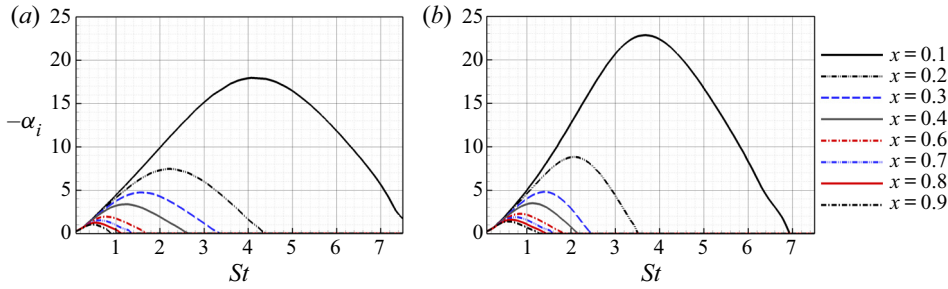 (a)
25
20
15
−αi
10
5
0
1 2 3 4 5 6 7
St
(b)
25
20
15
10
5
0
1 2 3 4 5 6 7
St
x = 0.1
x = 0.2
x = 0.3
x = 0.4
x = 0.6
x = 0.7
x = 0.8
x = 0.9